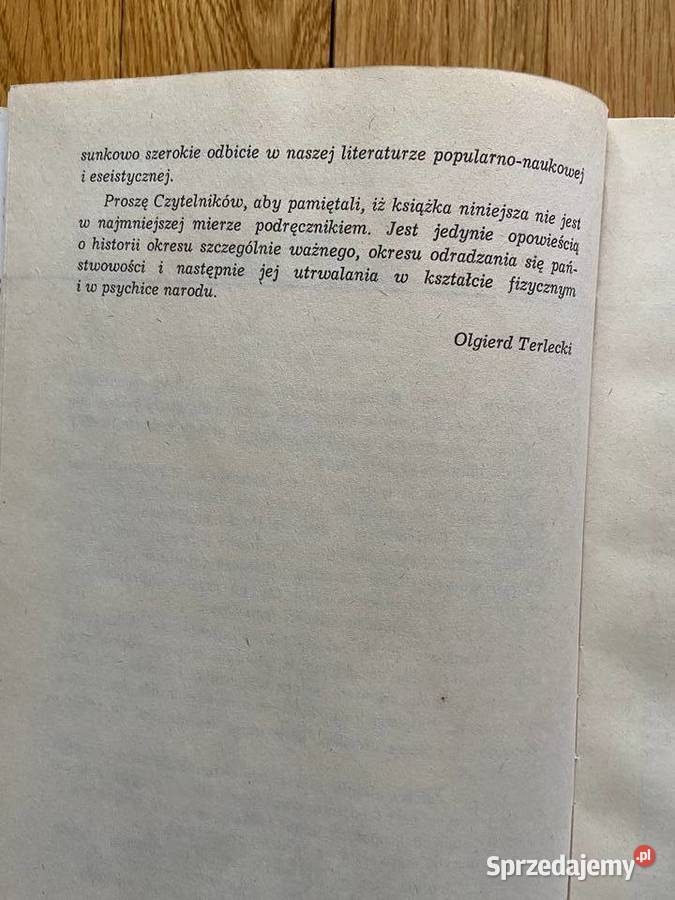 sunkowo szerokie odbicie w naszej literaturze popularno-naukowej
i eseistycznej.
Proszę Czytelników, aby pamiętali, iż książka niniejsza nie jest
w najmniejszej mierze podręcznikiem. Jest jedynie opowieścią
o historii okresu szczególnie ważnego, okresu odradzania się pań-
stwowości i następnie jej utrwalania w kształcie fizycznym
i w psychice narodu.
Olgierd Terlecki
Sprzedajemy.pl